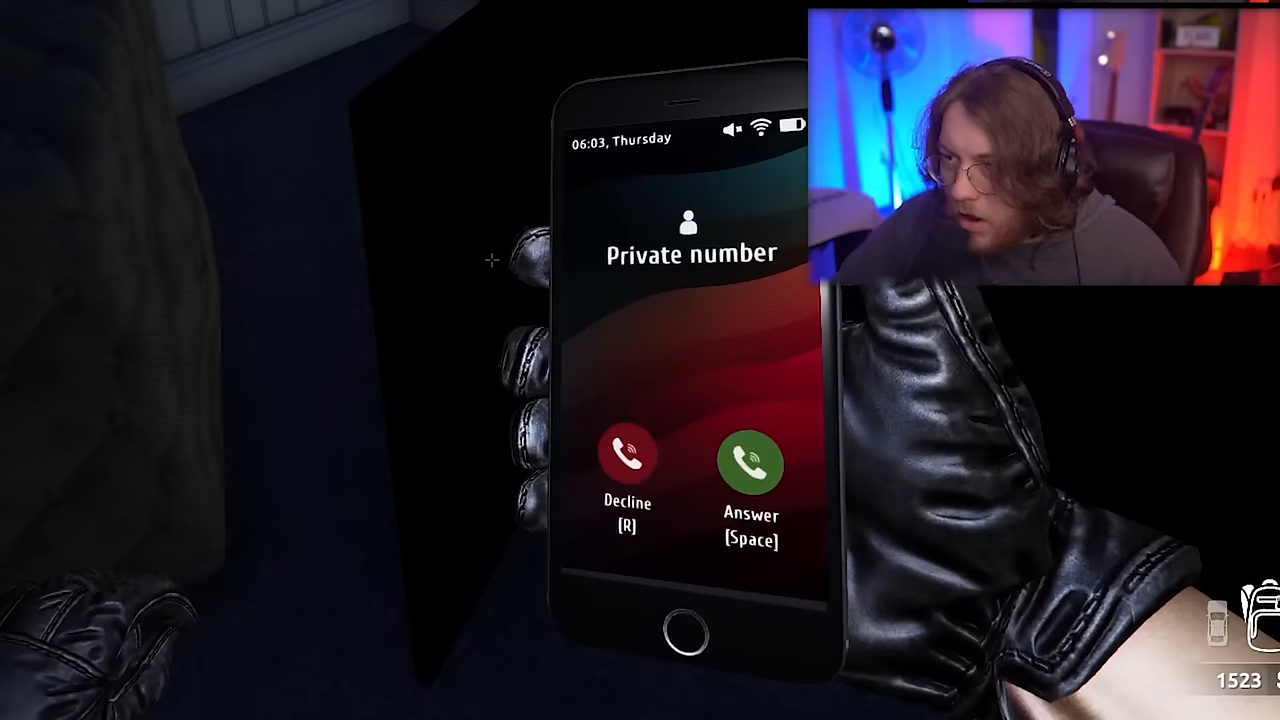 06:03, Thursday
Private number
Decline
[R]
Answer
[Space]
1523